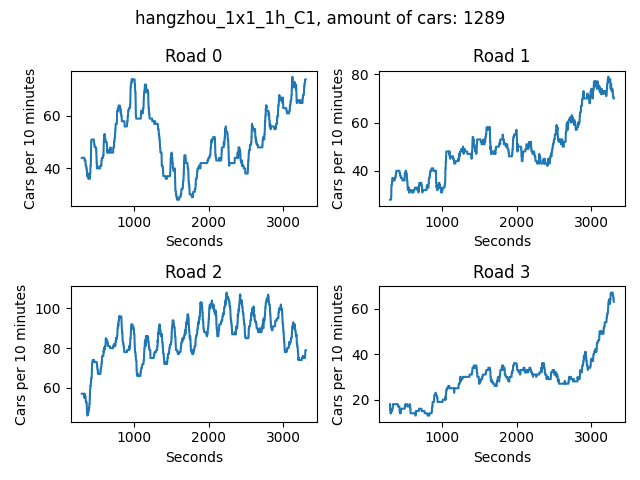 hangzhou_1x1_1h_C1, amount of cars: 1289
Road 0
Cars per 10 minutes
60
40
1000
2000
3000
Seconds
Road 1
Cars per 10 minutes
80
60
40
1000
2000
3000
Seconds
Road 2
Cars per 10 minutes
100
80
60
1000
2000
3000
Seconds
Road 3
Cars per 10 minutes
60
40
20
1000
2000
3000
Seconds